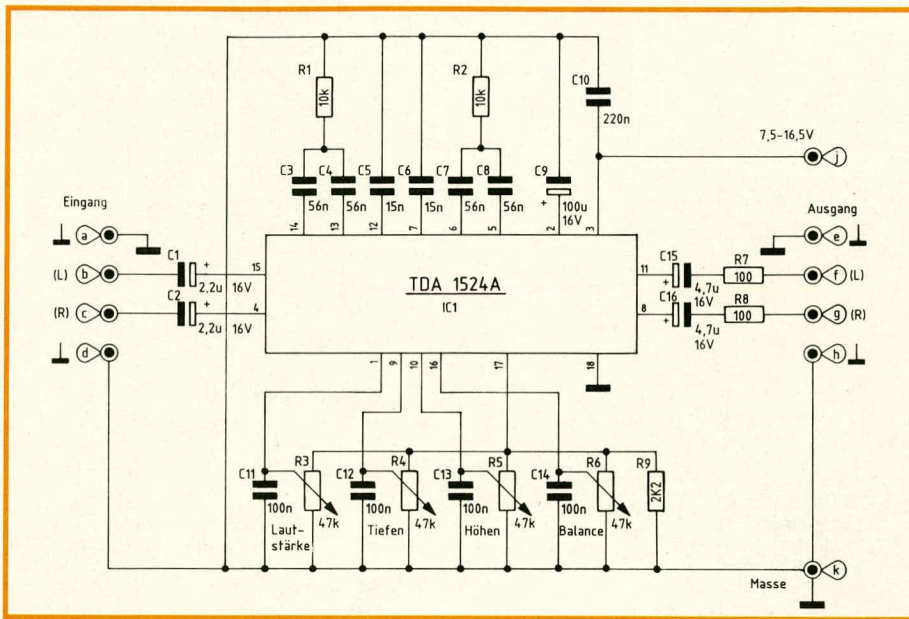 R1
10k
R2
10k
C10
220n
7,5-16,5V
j
C3
56n
C4
56n
C5
15n
C6
15n
C7
56n
C8
56n
C9
+
100u
16V
14
13
12
7
6
5
2
3
Eingang
Ausgang
a
e
(L)
b
C1
+
2,2u
16V
15
TDA 1524A
IC1
11
C15
+
4,7u
16V
R7
100
f
(L)
(R)
c
C2
+
2,2u
16V
4
8
C16
+
4,7u
16V
R8
100
g
(R)
d
h
1
9
10
16
17
18
C11
100n
R3
47k
Laut-
stärke
C12
100n
R4
47k
Tiefen
C13
100n
R5
47k
Höhen
C14
100n
R6
47k
Balance
R9
2K2
Masse
k